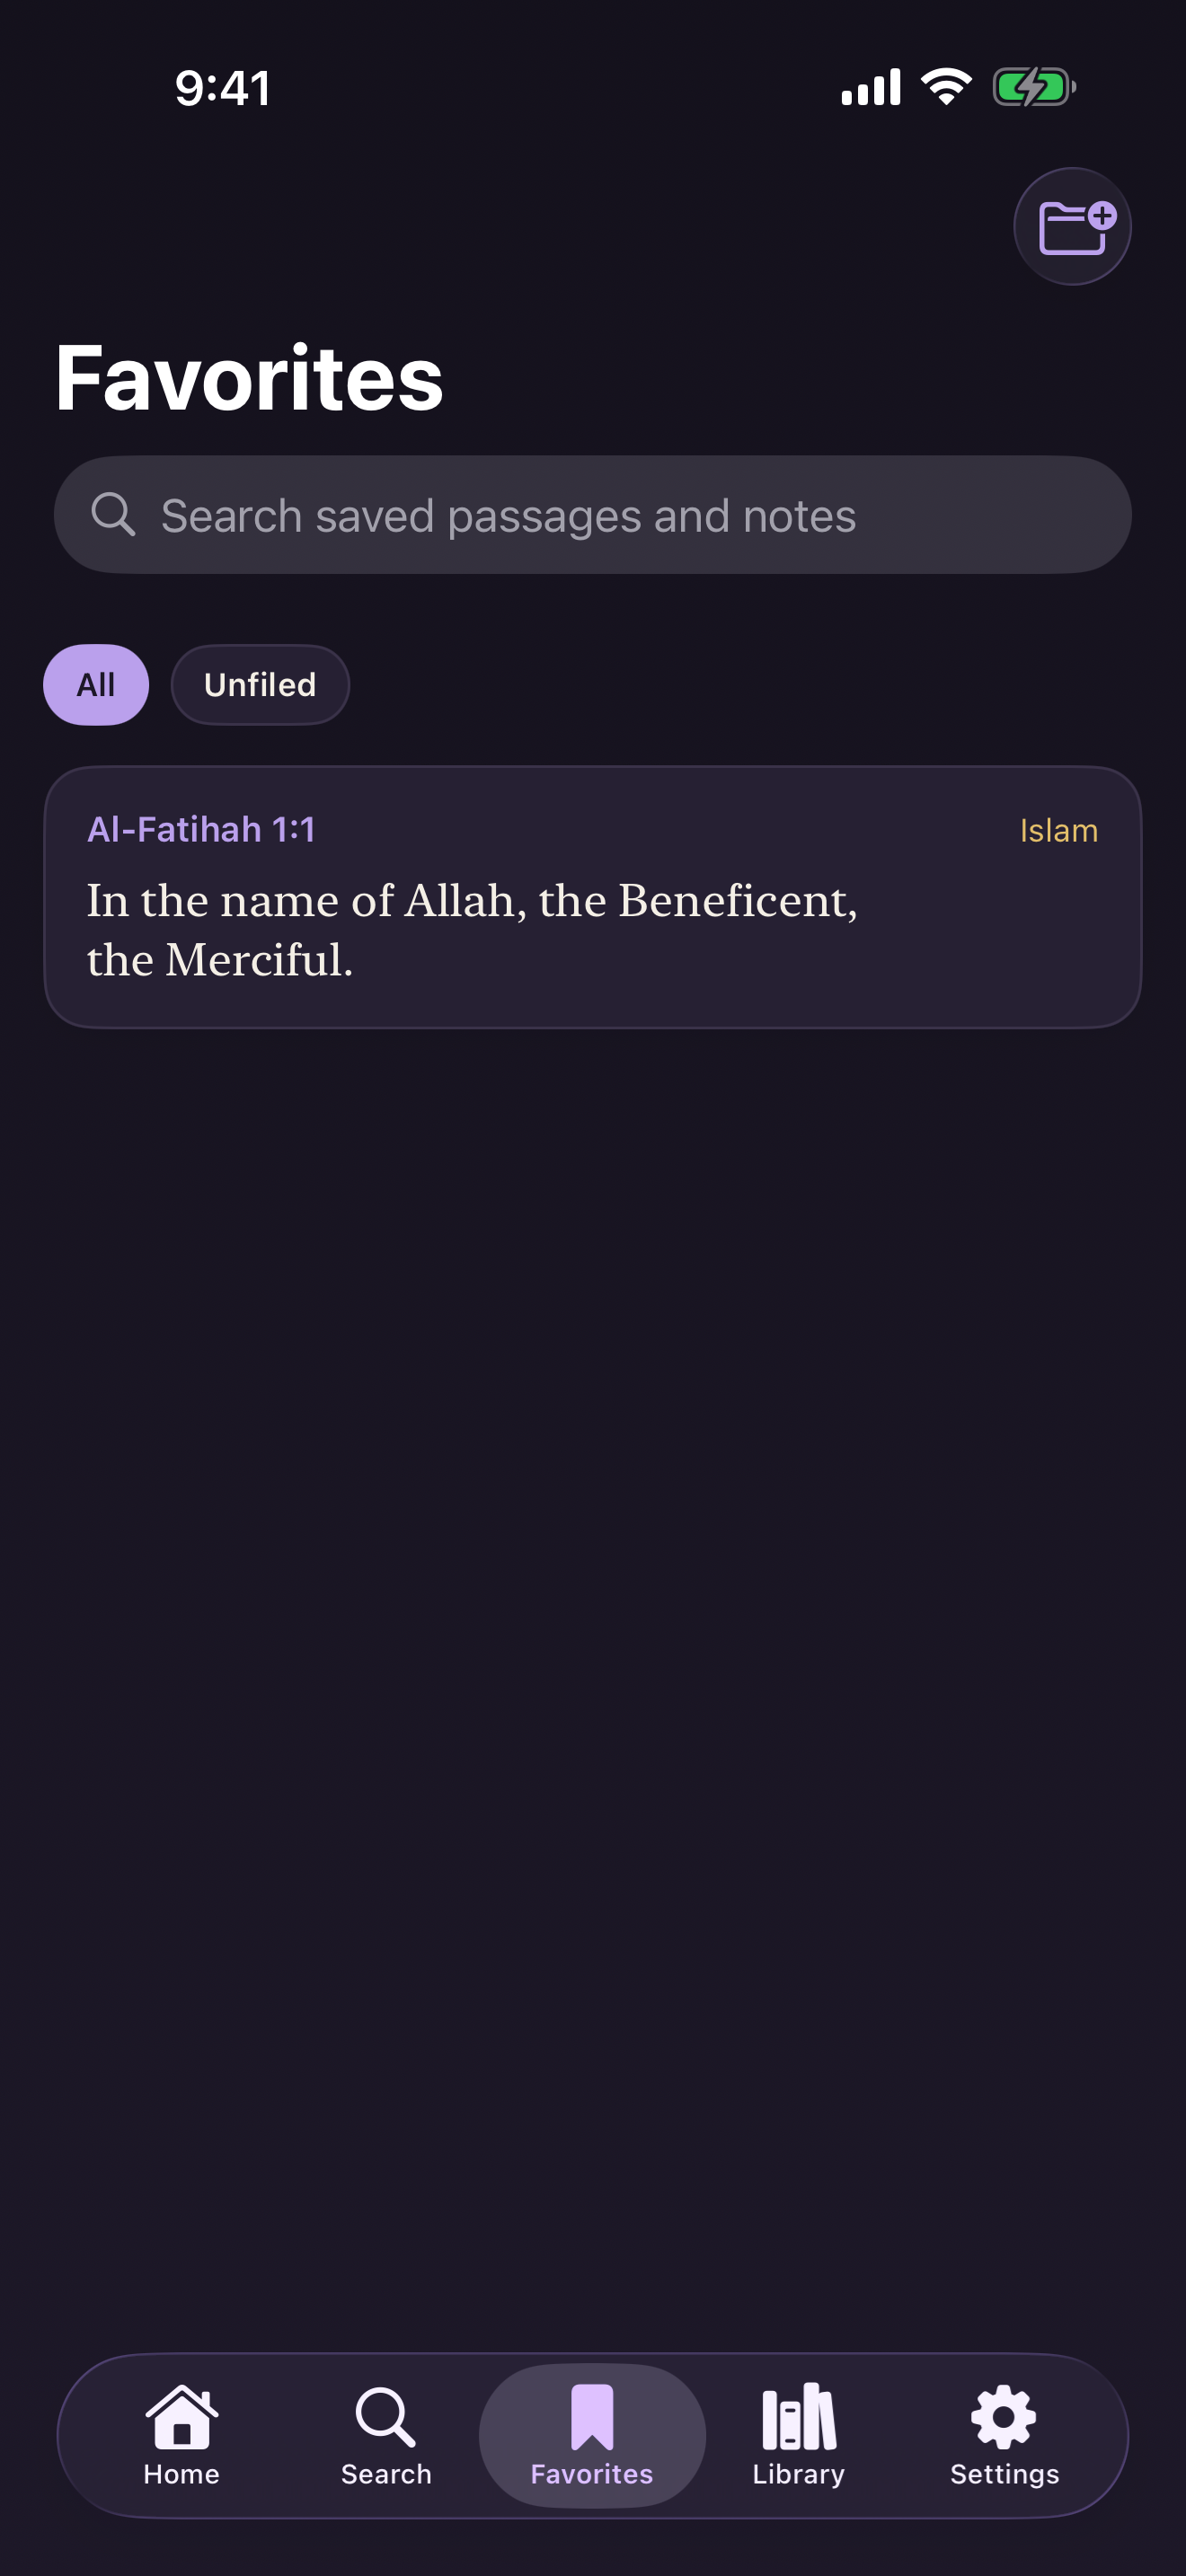 9:41
Favorites
Search saved passages and notes
All
Unfiled
Al-Fatihah 1:1
Islam
In the name of Allah, the Beneficent,
the Merciful.
Home
Search
Favorites
Library
Settings